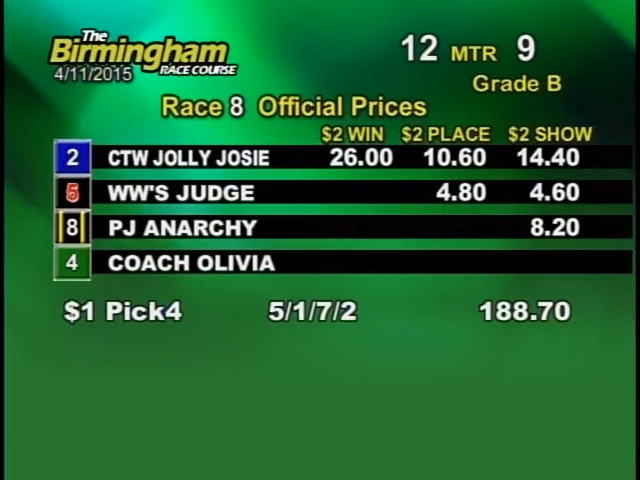 The
Birmingham
RACE COURSE
4/11/2015
12 MTR 9
Grade B
Race 8 Official Prices
$2 WIN $2 PLACE $2 SHOW
2 CTW JOLLY JOSIE 26.00 10.60 14.40
5 WW'S JUDGE 4.80 4.60
8 PJ ANARCHY 8.20
4 COACH OLIVIA
$1 Pick4 5/1/7/2 188.70